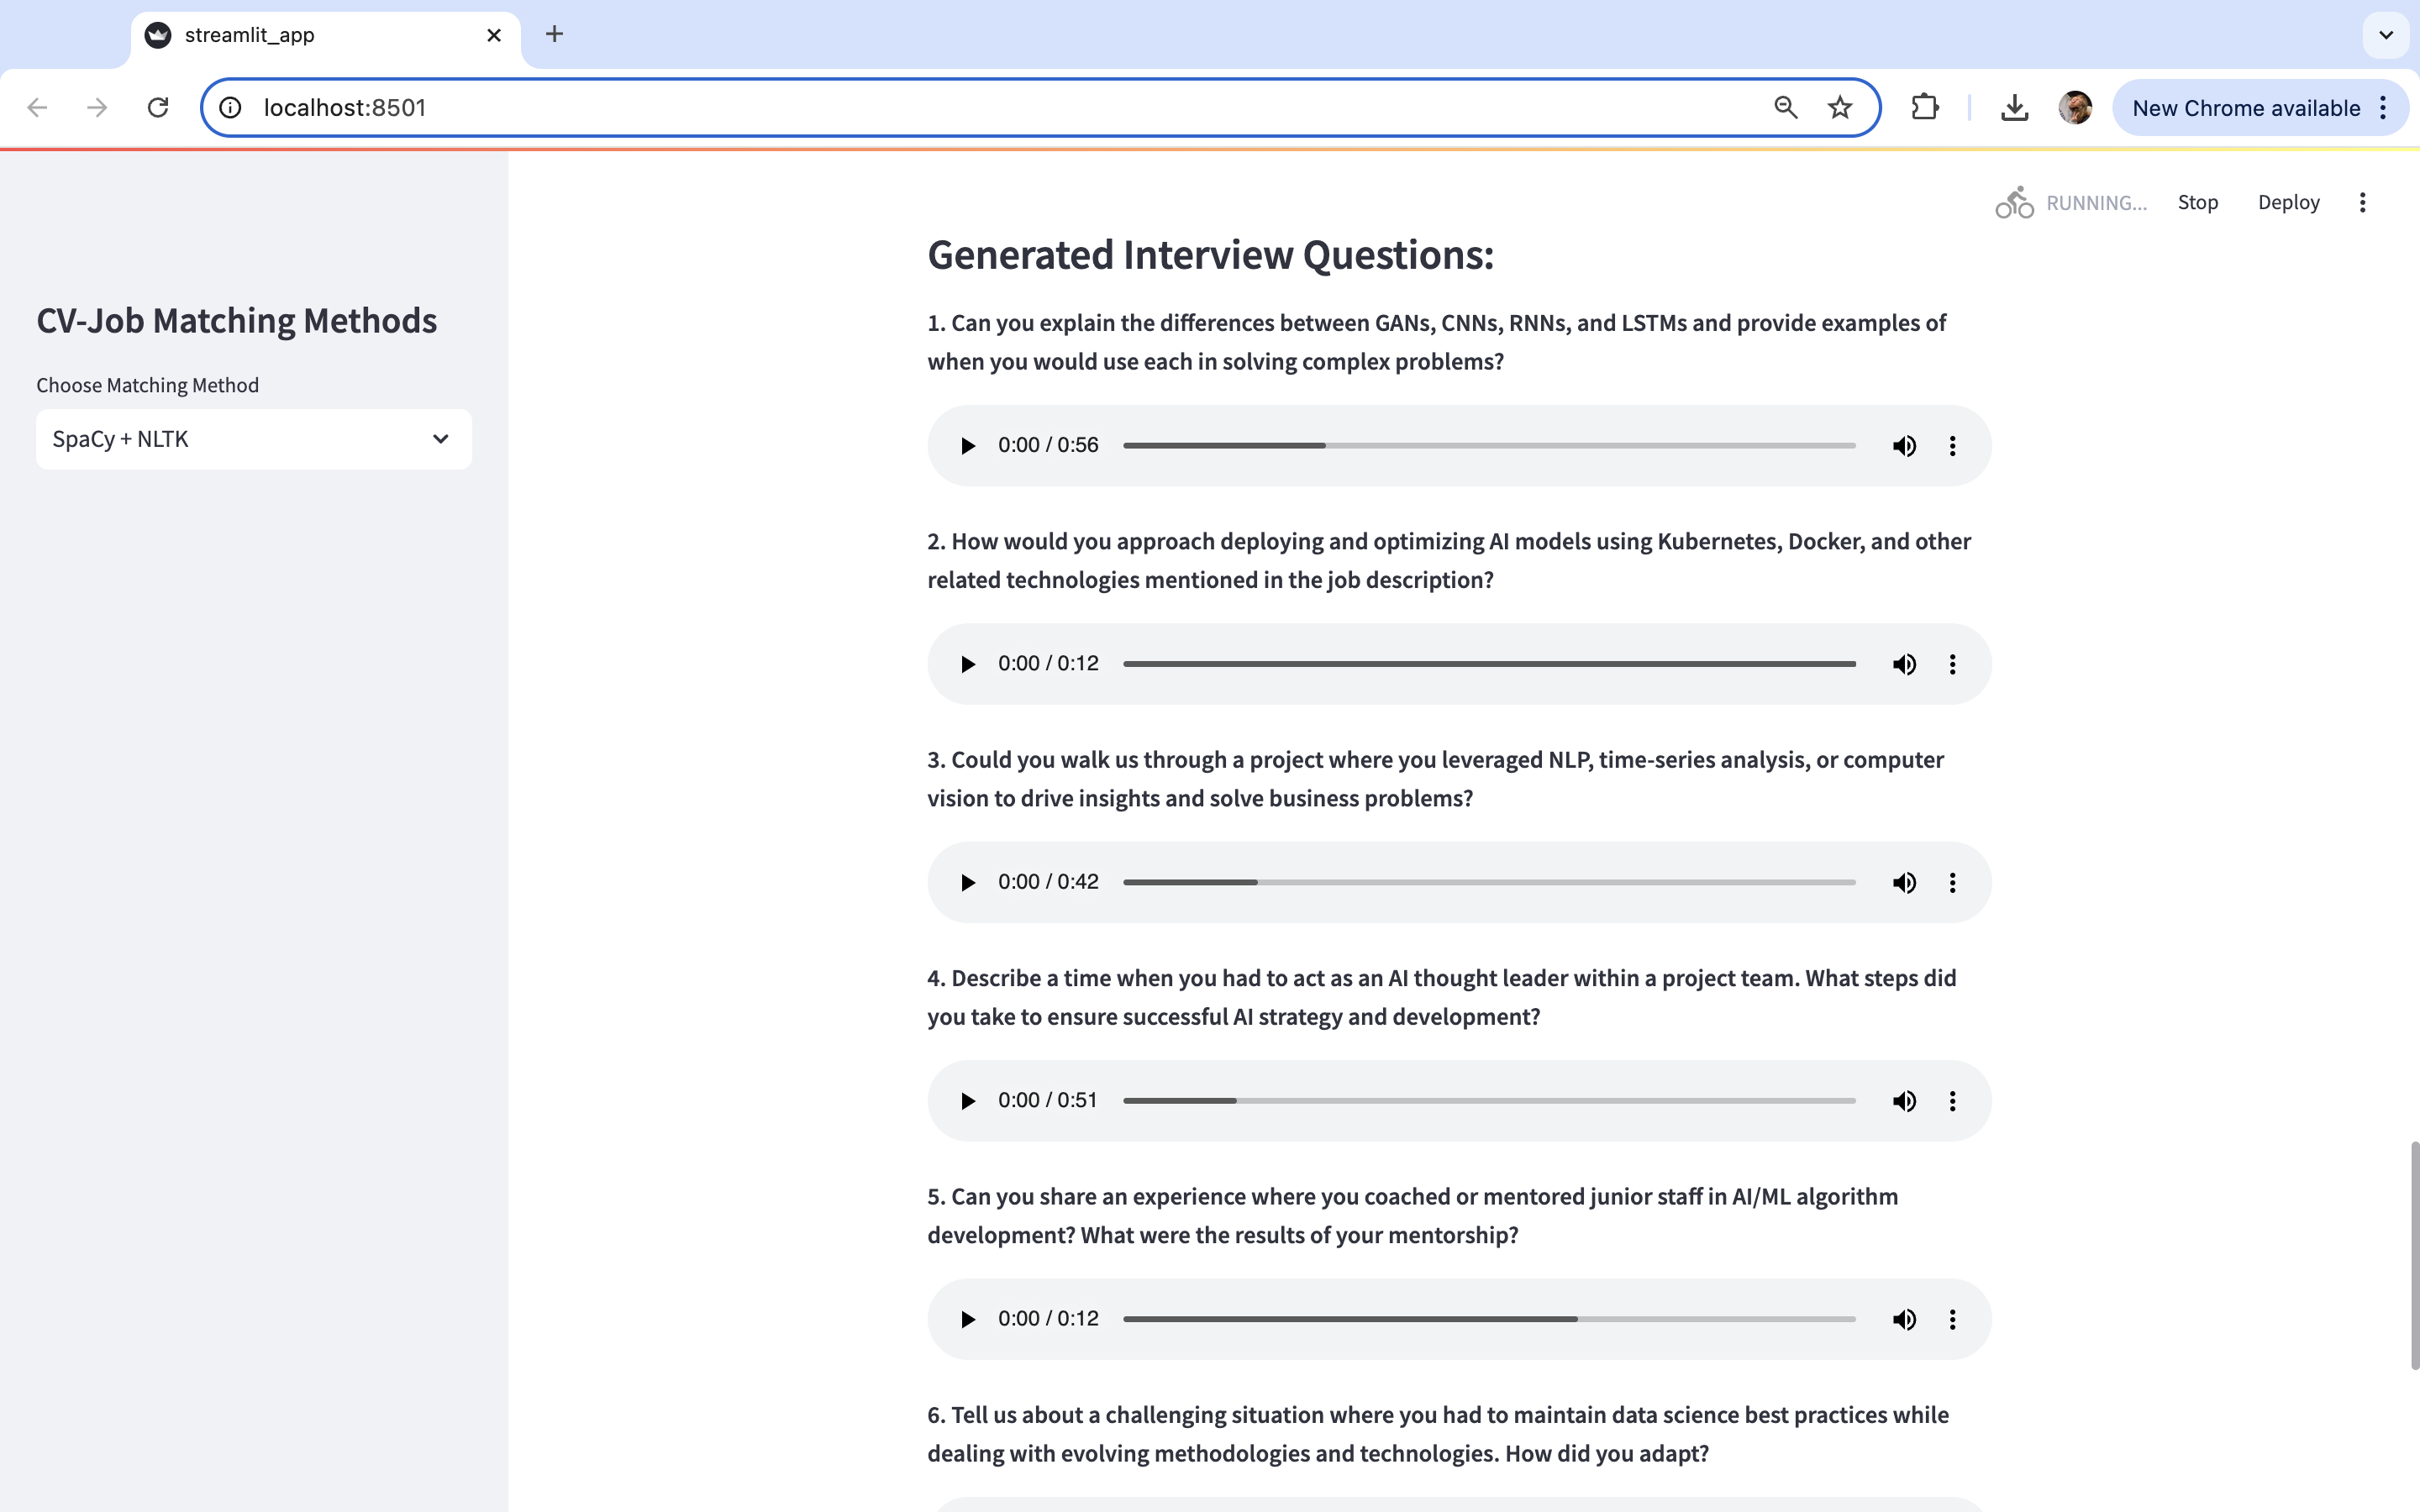 streamlit_app
localhost:8501
New Chrome available
RUNNING...
Stop
Deploy
CV-Job Matching Methods
Choose Matching Method
SpaCy + NLTK
Generated Interview Questions:
1. Can you explain the differences between GANs, CNNs, RNNs, and LSTMs and provide examples of
when you would use each in solving complex problems?
0:00 / 0:56
2. How would you approach deploying and optimizing AI models using Kubernetes, Docker, and other
related technologies mentioned in the job description?
0:00 / 0:12
3. Could you walk us through a project where you leveraged NLP, time-series analysis, or computer
vision to drive insights and solve business problems?
0:00 / 0:42
4. Describe a time when you had to act as an AI thought leader within a project team. What steps did
you take to ensure successful AI strategy and development?
0:00 / 0:51
5. Can you share an experience where you coached or mentored junior staff in AI/ML algorithm
development? What were the results of your mentorship?
0:00 / 0:12
6. Tell us about a challenging situation where you had to maintain data science best practices while
dealing with evolving methodologies and technologies. How did you adapt?